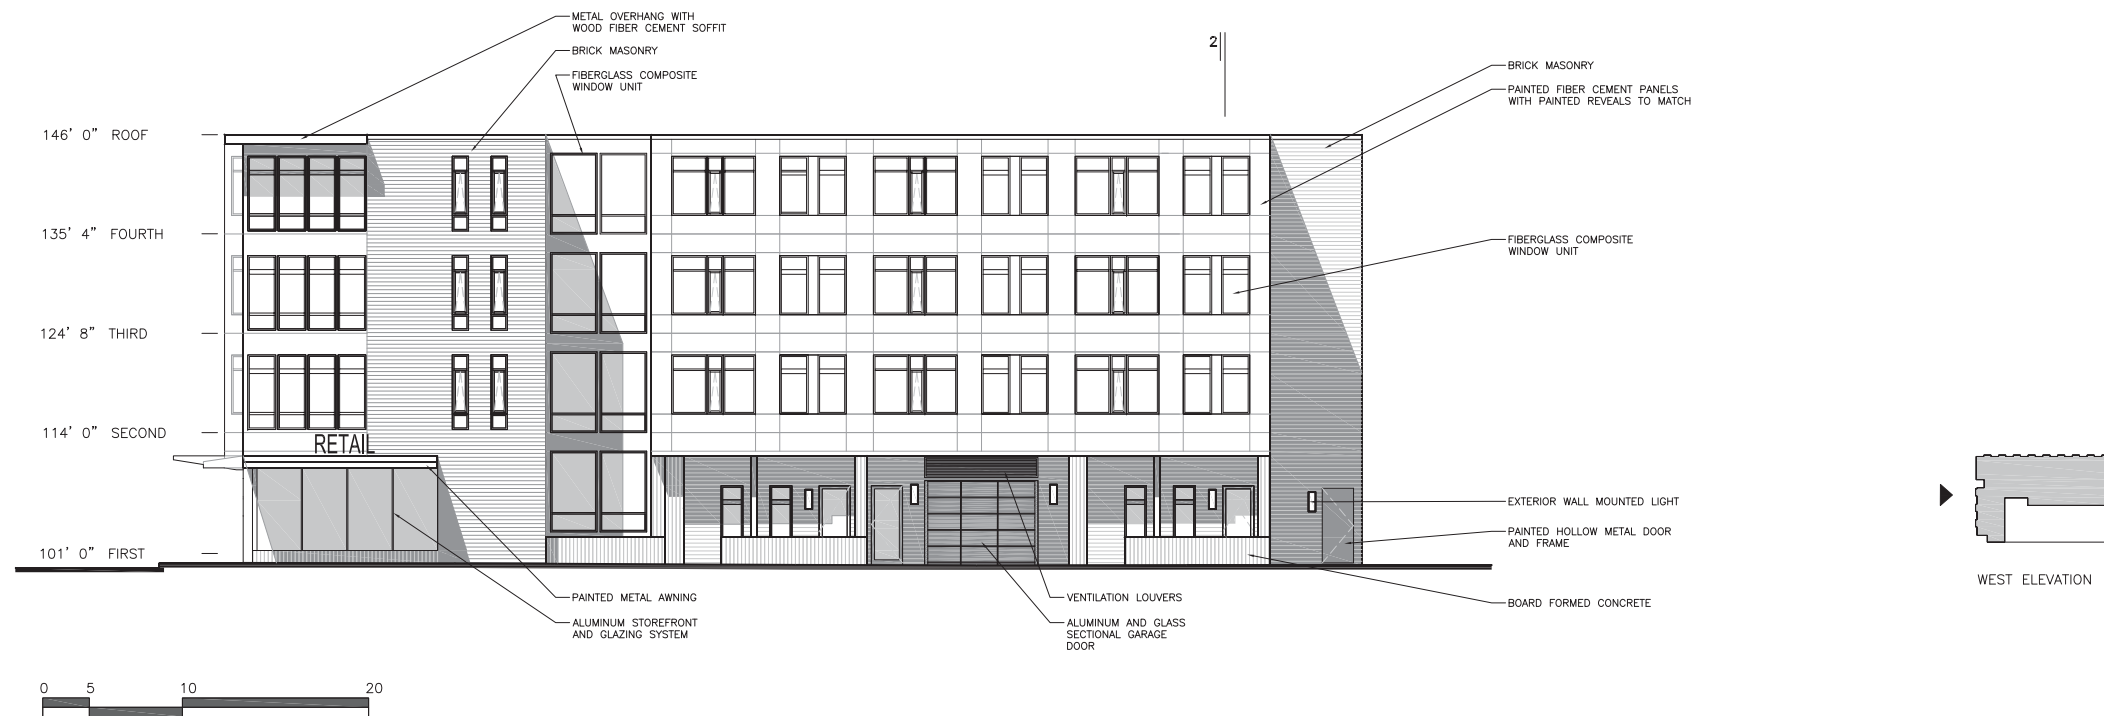 METAL OVERHANG WITH
WOOD FIBER CEMENT SOFFIT
BRICK MASONRY
FIBERGLASS COMPOSITE
WINDOW UNIT
2
BRICK MASONRY
PAINTED FIBER CEMENT PANELS
WITH PAINTED REVEALS TO MATCH
146' 0" ROOF
135' 4" FOURTH
FIBERGLASS COMPOSITE
WINDOW UNIT
124' 8" THIRD
114' 0" SECOND
RETAIL
EXTERIOR WALL MOUNTED LIGHT
PAINTED HOLLOW METAL DOOR
AND FRAME
101' 0" FIRST
WEST ELEVATION
PAINTED METAL AWNING
VENTILATION LOUVERS
BOARD FORMED CONCRETE
ALUMINUM STOREFRONT
AND GLAZING SYSTEM
ALUMINUM AND GLASS
SECTIONAL GARAGE
DOOR
0 5 10 20